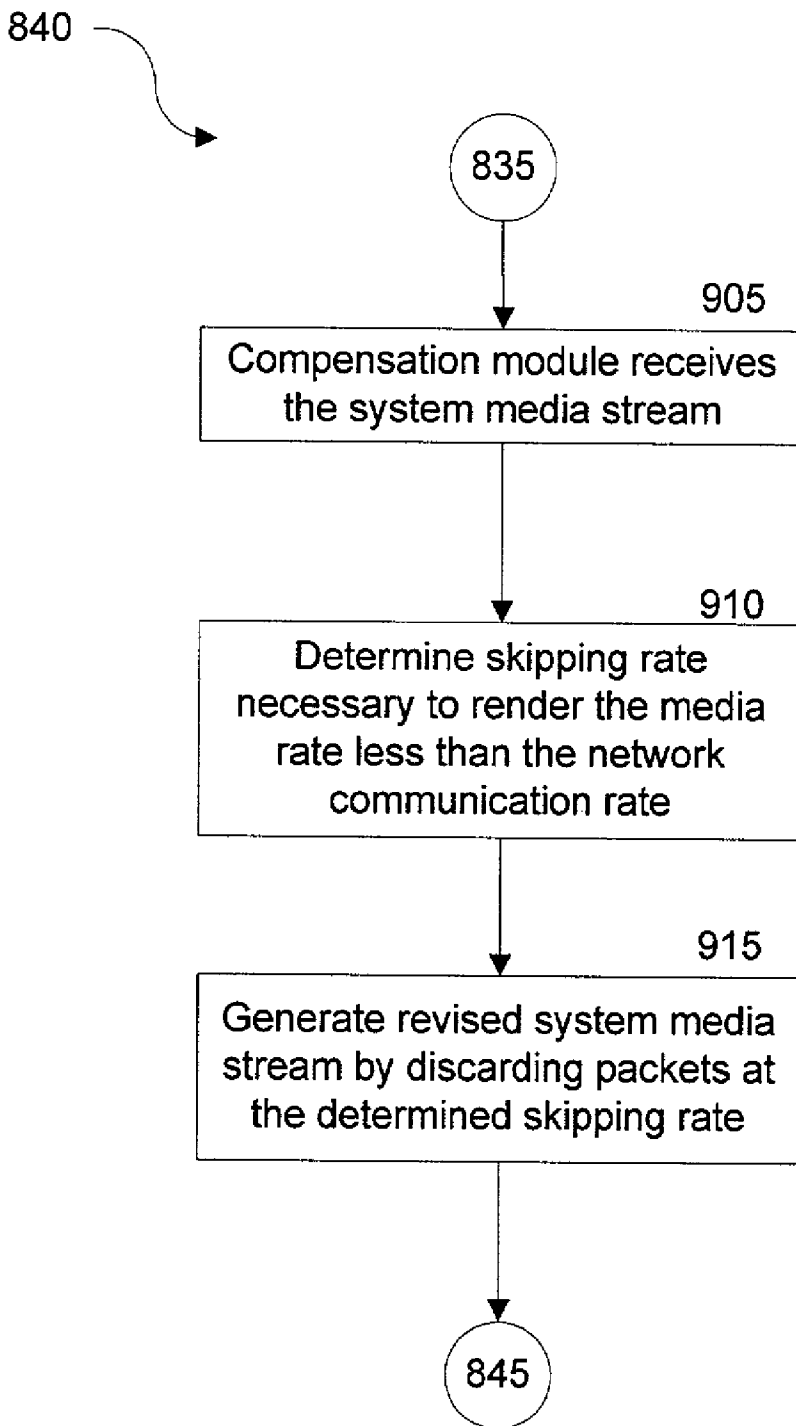 840
835
905
Compensation module receives
the system media stream
910
Determine skipping rate
necessary to render the media
rate less than the network
communication rate
915
Generate revised system media
stream by discarding packets at
the determined skipping rate
845